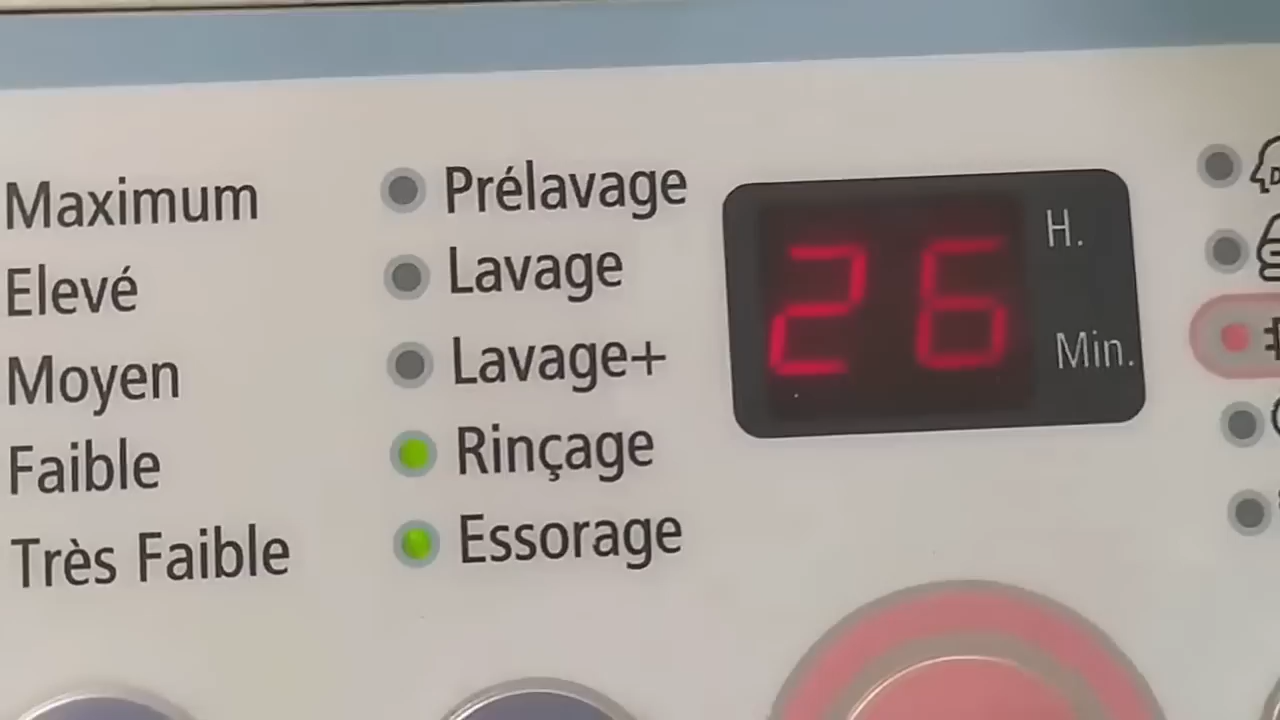 Maximum
Elevé
Moyen
Faible
Très Faible
Prélavage
Lavage
Lavage+
Rinçage
Essorage
26
H.
Min.